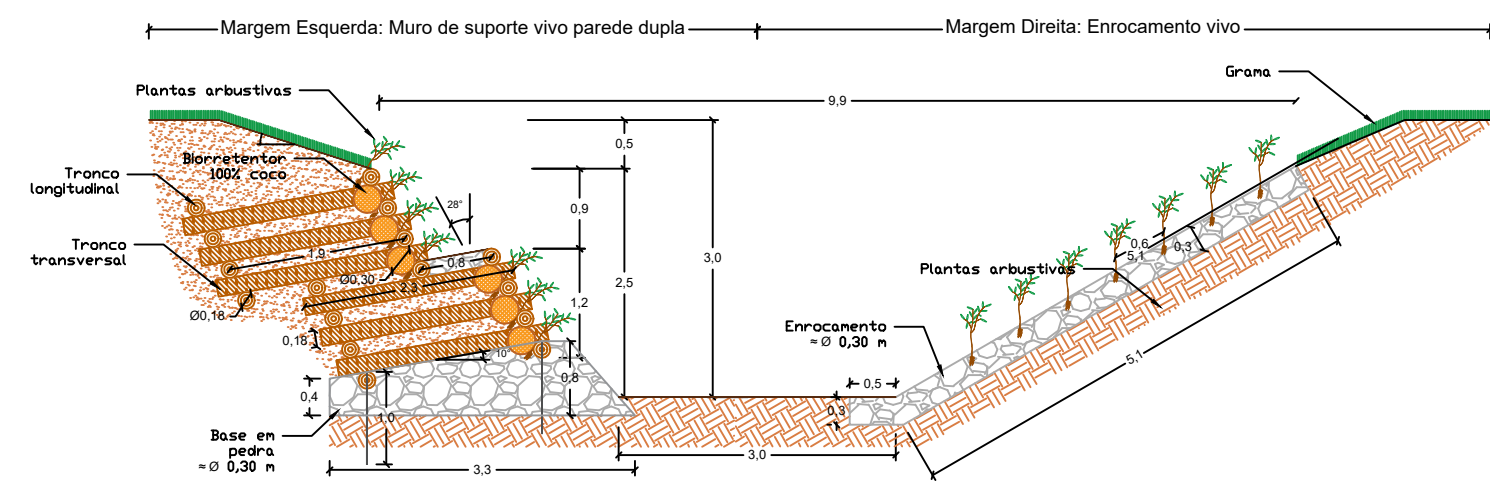 Margem Esquerda: Muro de suporte vivo parede dupla
Margem Direita: Enrocamento vivo
Grama
Plantas arbustivas
9,9
0,5
Biorretentor
100% coco
Tronco
longitudinal
28°
0,9
0,6
5,1
0,3
Tronco
transversal
1,9
0,8
3,0
Ø0,30
2,3
2,5
Plantas arbustivas
Ø0,18
1,2
Enrocamento
≈Ø 0,30 m
0,18
10°
5,1
0,8
0,4
0,5
0,3
1,0
Base em
pedra
≈Ø 0,30 m
3,3
3,0